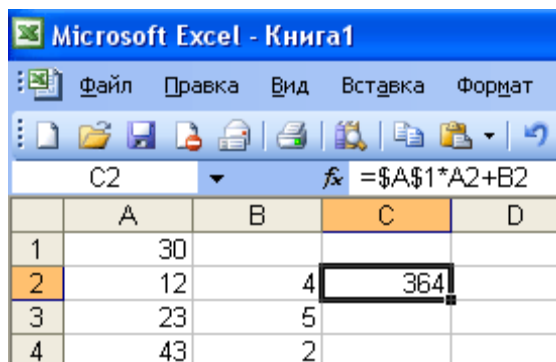 Microsoft Excel - Книга1
Файл Правка Вид Вставка Формат
C2 fx =$A$1*A2+B2
A B C D
1 30
2 12 4 364
3 23 5
4 43 2